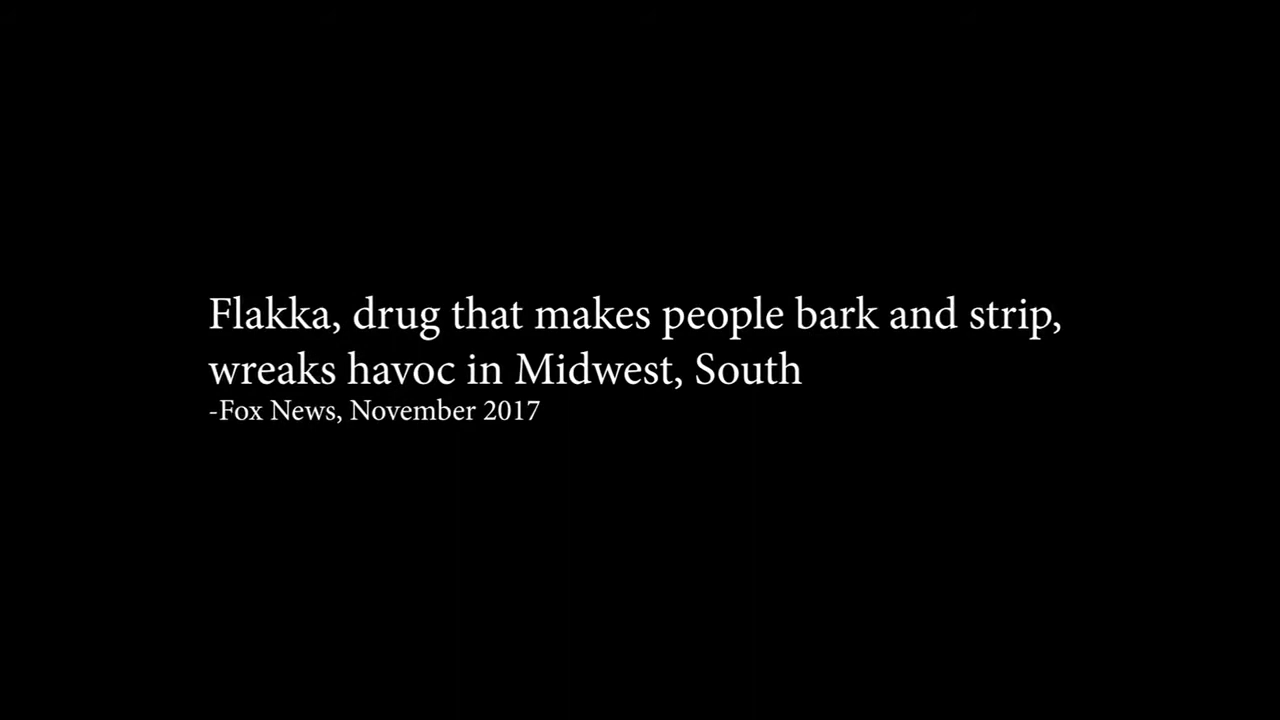 Flakka, drug that makes people bark and strip,
wreaks havoc in Midwest, South
-Fox News, November 2017